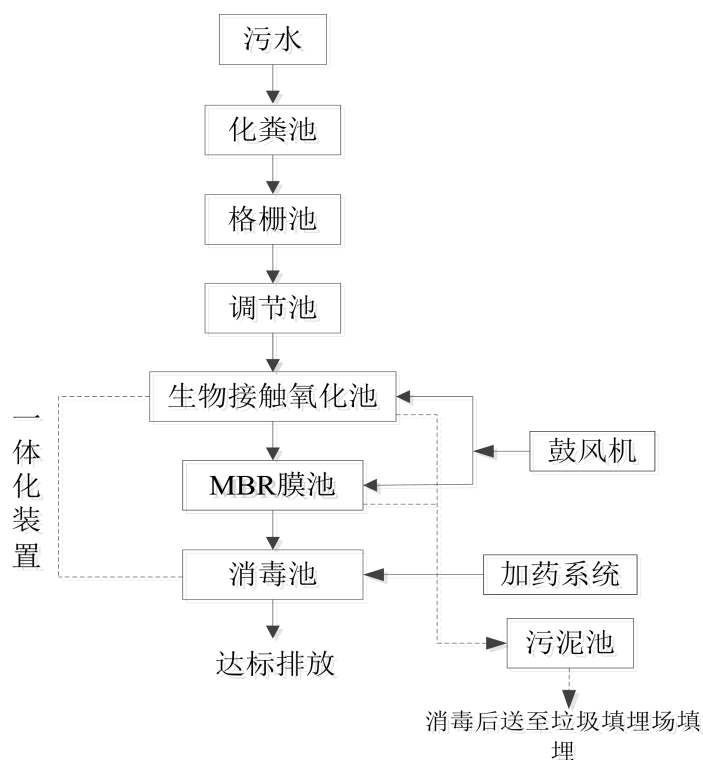 污水
化粪池
格栅池
调节池
生物接触氧化池
一体化装置
鼓风机
MBR膜池
消毒池
加药系统
污泥池
达标排放
消毒后送至垃圾填埋场填
埋